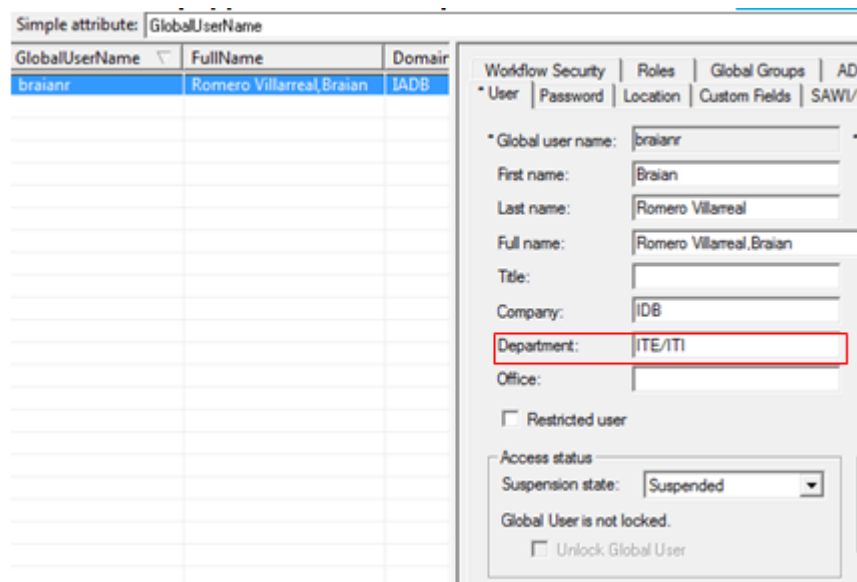 Simple attribute: GlobalUserName
GlobalUserName FullName Domain
braianr Romero Villarreal,Braian IADB
Workflow Security Roles Global Groups AD
* User Password Location Custom Fields SAWI/
* Global user name: braianr *
First name: Braian
Last name: Romero Villarreal
Full name: Romero Villarreal,Braian
Title:
Company: IDB
Department: ITE/ITI
Office:
Restricted user
Access status
Suspension state: Suspended
Global User is not locked.
Unlock Global User